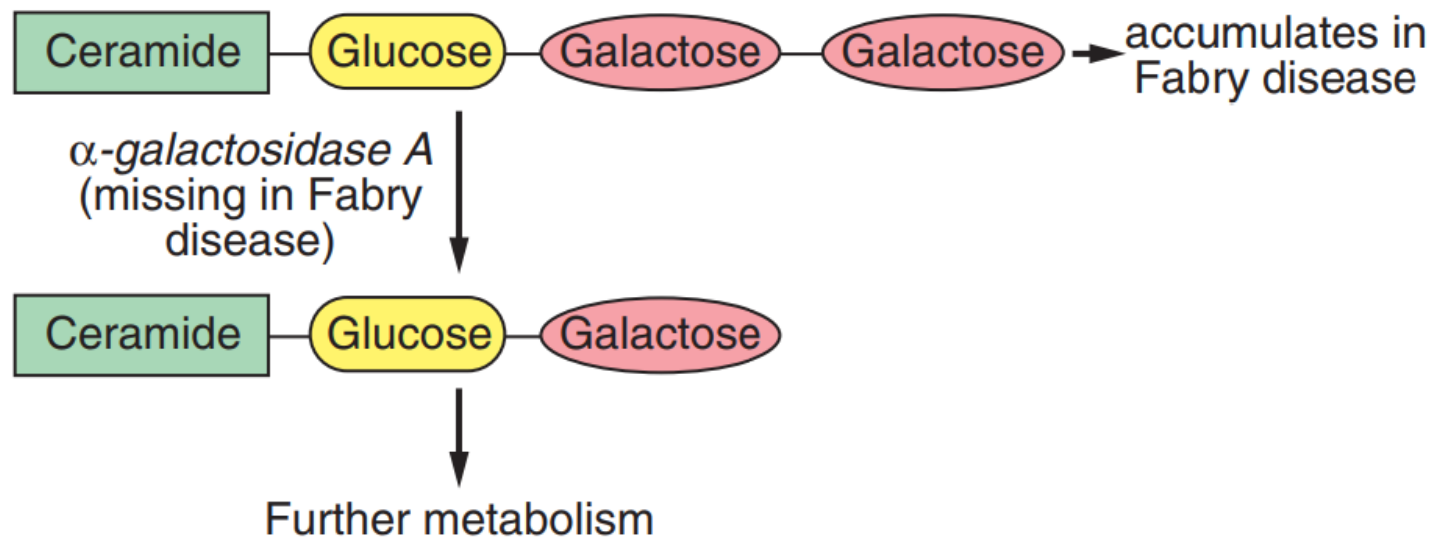 Ceramide Glucose Galactose Galactose accumulates in
Fabry disease
α-galactosidase A
(missing in Fabry
disease)
Ceramide Glucose Galactose
Further metabolism